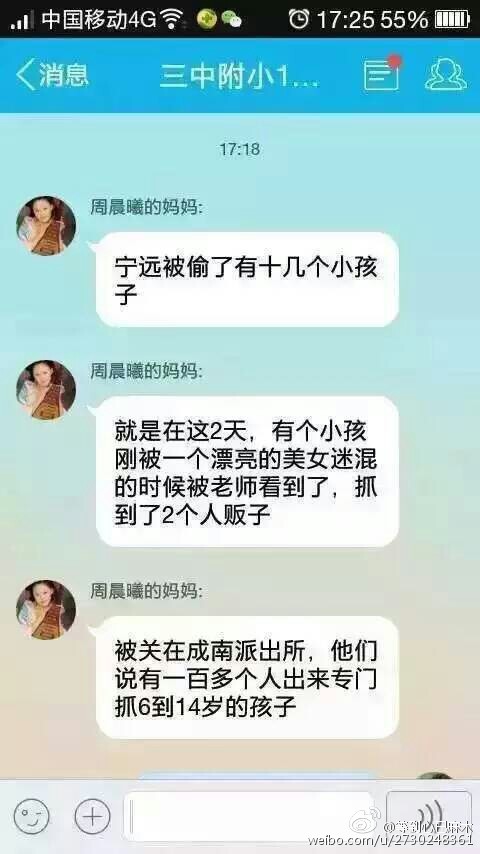 中国移动4G 17:25 55%
消息 三中附小1...
17:18
周晨曦的妈妈:
宁远被偷了有十几个小孩
子
周晨曦的妈妈:
就是在这2天，有个小孩
刚被一个漂亮的美女迷混
的时候被老师看到了，抓
到了2个人贩子
周晨曦的妈妈:
被关在成南派出所，他们
说有一百多个人出来专门
抓6到14岁的孩子
weibo.com/u/2730248361